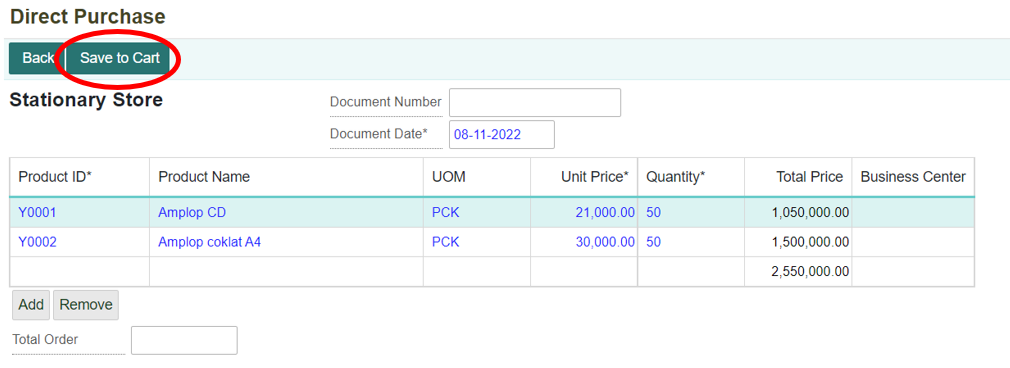 Direct Purchase
Back Save to Cart
Stationary Store
Document Number
Document Date* 08-11-2022
Product ID* Product Name UOM Unit Price* Quantity* Total Price Business Center
Y0001 Amplop CD PCK 21,000.00 50 1,050,000.00
Y0002 Amplop coklat A4 PCK 30,000.00 50 1,500,000.00
2,550,000.00
Add Remove
Total Order